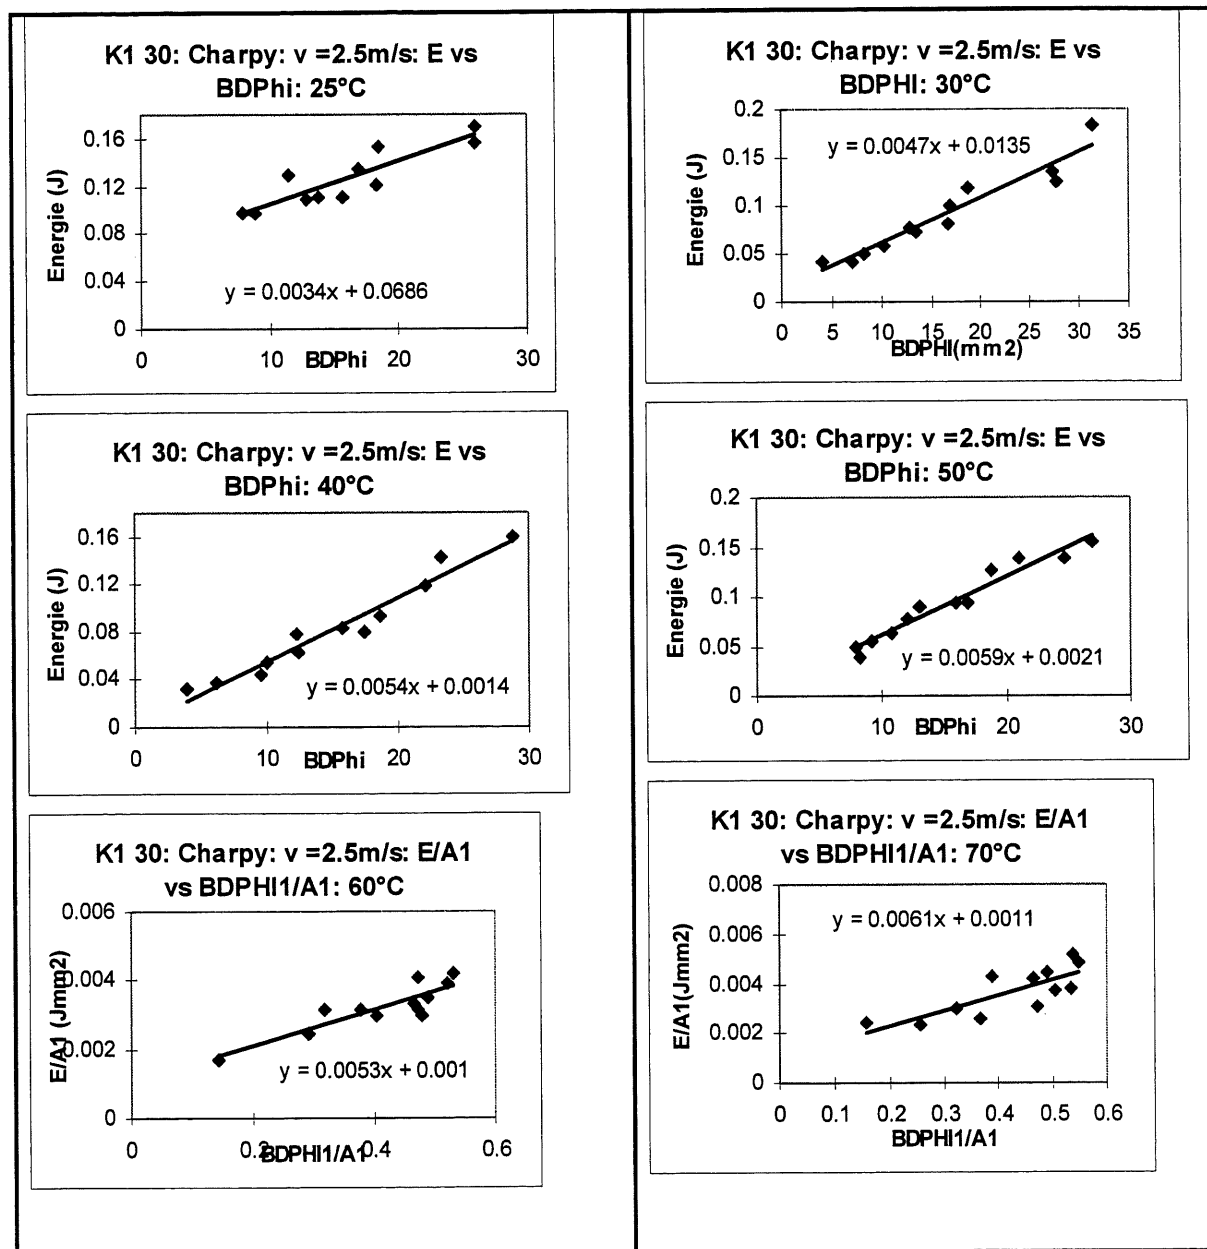 K1 30: Charpy: v =2.5m/s: E vs
BDPhi: 25°C
Energie (J)
0.16
0.12
0.08
0.04
0
y = 0.0034x + 0.0686
0
10
20
30
BDPhi
K1 30: Charpy: v =2.5m/s: E vs
BDPHI: 30°C
Energie (J)
0.2
0.15
0.1
0.05
0
y = 0.0047x + 0.0135
0
5
10
15
20
25
30
35
BDPHI(mm2)
K1 30: Charpy: v =2.5m/s: E vs
BDPhi: 40°C
Energie (J)
0.16
0.12
0.08
0.04
0
y = 0.0054x + 0.0014
0
10
20
30
BDPhi
K1 30: Charpy: v =2.5m/s: E vs
BDPhi: 50°C
Energie (J)
0.2
0.15
0.1
0.05
0
y = 0.0059x + 0.0021
0
10
20
30
BDPhi
K1 30: Charpy: v =2.5m/s: E/A1
vs BDPHI1/A1: 60°C
E/A1 (Jmm2)
0.006
0.004
0.002
0
y = 0.0053x + 0.001
0
0.2
0.4
0.6
BDPHI1/A1
K1 30: Charpy: v =2.5m/s: E/A1
vs BDPHI1/A1: 70°C
E/A1(Jmm2)
0.008
0.006
0.004
0.002
0
y = 0.0061x + 0.0011
0
0.1
0.2
0.3
0.4
0.5
0.6
BDPHI1/A1